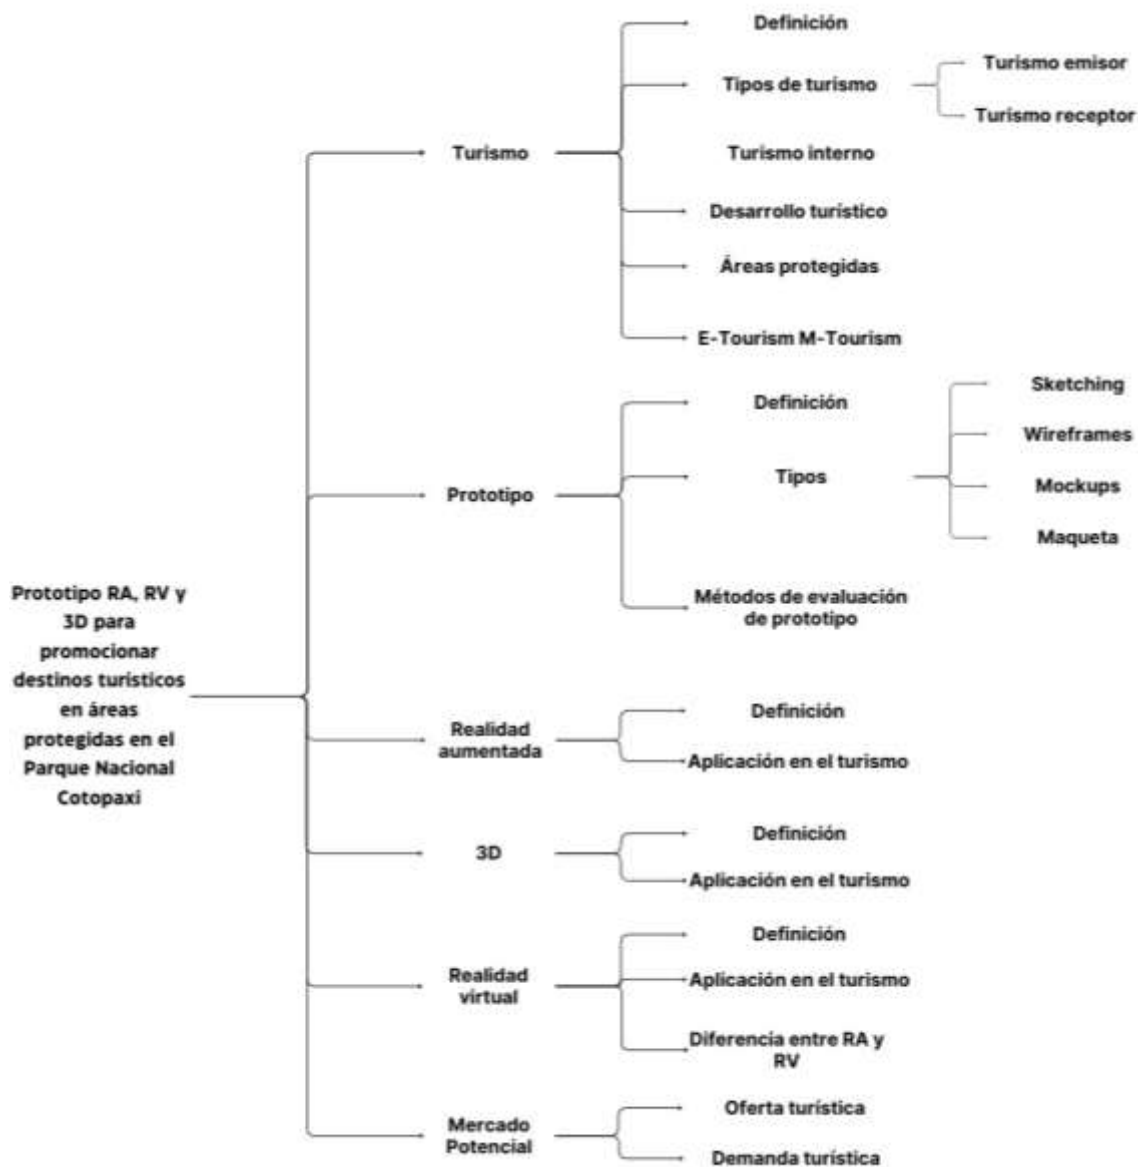 Prototipo RA, RV y
3D para
promocionar
destinos turísticos
en áreas
protegidas en el
Parque Nacional
Cotopaxi
Turismo
Definición
Tipos de turismo
Turismo emisor
Turismo receptor
Turismo interno
Desarrollo turístico
Áreas protegidas
E-Tourism M-Tourism
Prototipo
Definición
Tipos
Sketching
Wireframes
Mockups
Maqueta
Métodos de evaluación
de prototipo
Realidad
aumentada
Definición
Aplicación en el turismo
3D
Definición
Aplicación en el turismo
Realidad
virtual
Definición
Aplicación en el turismo
Diferencia entre RA y
RV
Mercado
Potencial
Oferta turística
Demanda turística